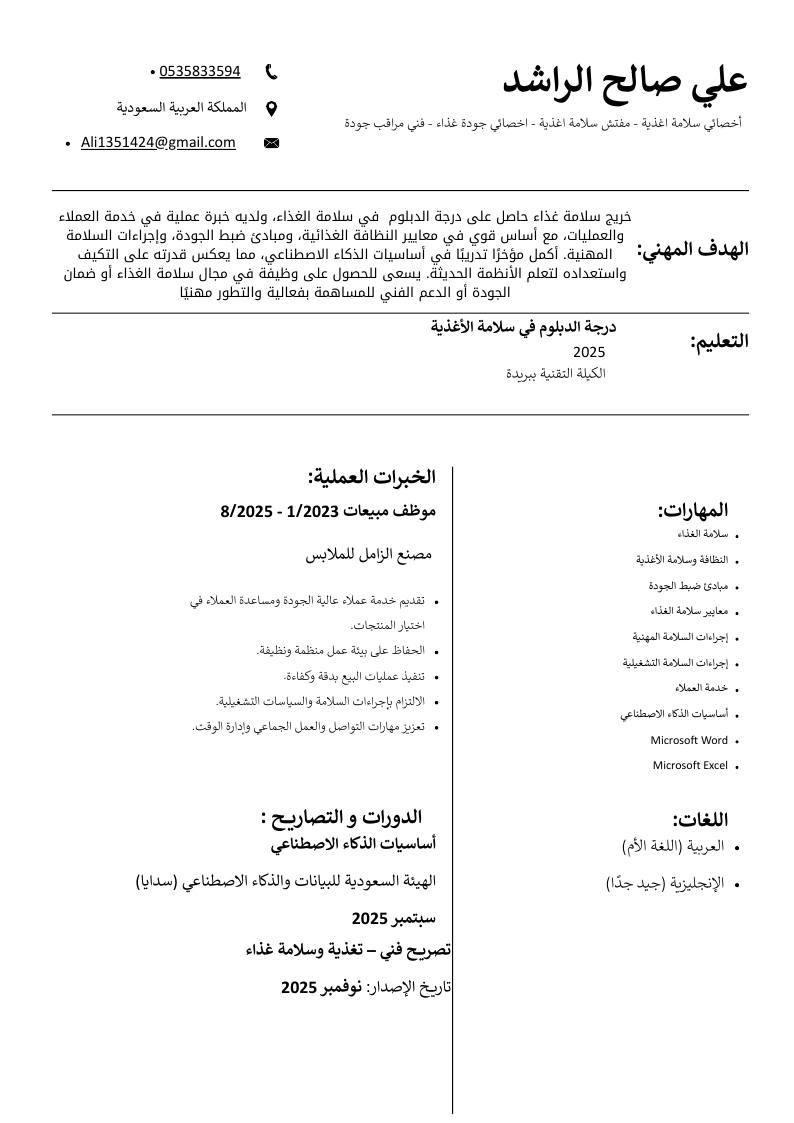 علي صالح الراشد
أخصائي سلامة اغذية - مفتش سلامة اغذية - اخصائي جودة غذاء - فني مراقب جودة
• 0535833594
المملكة العربية السعودية
• Ali1351424@gmail.com
الهدف المهني:
خريج سلامة غذاء حاصل على درجة الدبلوم في سلامة الغذاء، ولديه خبرة عملية في خدمة العملاء
والعمليات، مع أساس قوي في معايير النظافة الغذائية، ومبادئ ضبط الجودة، وإجراءات السلامة
المهنية. أكمل مؤخرًا تدريبًا في أساسيات الذكاء الاصطناعي، مما يعكس قدرته على التكيف
واستعداده لتعلم الأنظمة الحديثة. يسعى للحصول على وظيفة في مجال سلامة الغذاء أو ضمان
الجودة أو الدعم الفني للمساهمة بفعالية والتطور مهنيًا
التعليم:
درجة الدبلوم في سلامة الأغذية
2025
الكيلة التقنية ببريدة
المهارات:
• سلامة الغذاء
• النظافة وسلامة الأغذية
• مبادئ ضبط الجودة
• معايير سلامة الغذاء
• إجراءات السلامة المهنية
• إجراءات السلامة التشغيلية
• خدمة العملاء
• أساسيات الذكاء الاصطناعي
• Microsoft Word
• Microsoft Excel
اللغات:
• العربية (اللغة الأم)
• الإنجليزية (جيد جدًا)
الخبرات العملية:
موظف مبيعات 1/2023 - 8/2025
مصنع الزامل للملابس
• تقديم خدمة عملاء عالية الجودة ومساعدة العملاء في
اختيار المنتجات.
• الحفاظ على بيئة عمل منظمة ونظيفة.
• تنفيذ عمليات البيع بدقة وكفاءة.
• الالتزام بإجراءات السلامة والسياسات التشغيلية.
• تعزيز مهارات التواصل والعمل الجماعي وإدارة الوقت.
الدورات و التصاريح :
أساسيات الذكاء الاصطناعي
الهيئة السعودية للبيانات والذكاء الاصطناعي (سدايا)
سبتمبر 2025
تصريح فني – تغذية وسلامة غذاء
تاريخ الإصدار: نوفمبر 2025